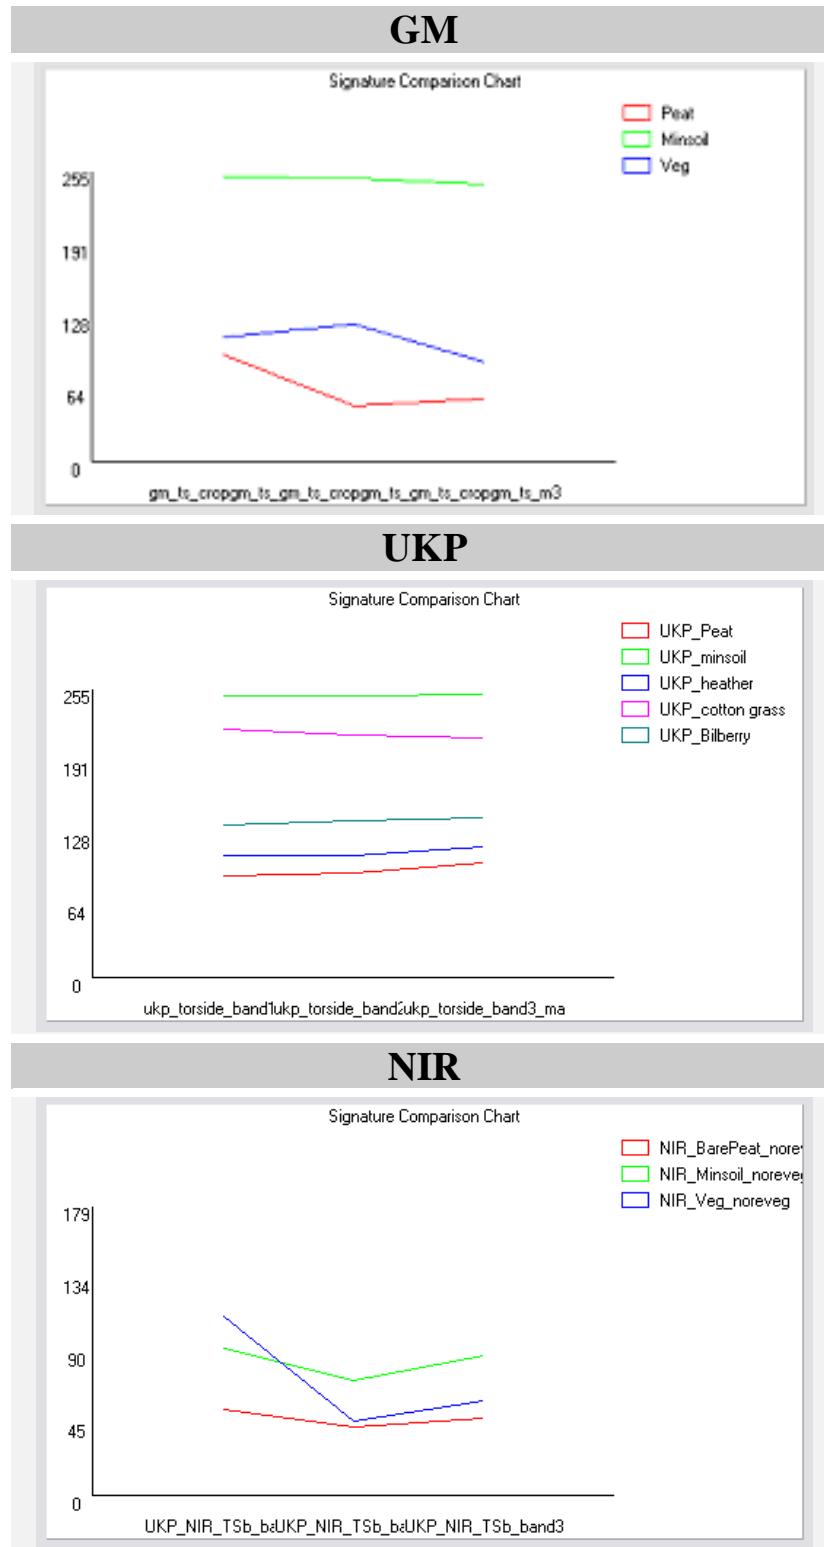 GM
Signature Comparison Chart
Peat
Minsoil
Veg
255
191
128
64
0
gm_ts_cropgm_ts_gm_ts_cropgm_ts_gm_ts_cropgm_ts_m3
UKP
Signature Comparison Chart
UKP_Peat
UKP_minsoil
UKP_heather
UKP_cotton grass
UKP_Bilberry
255
191
128
64
0
ukp_torside_band1ukp_torside_band2ukp_torside_band3_ma
NIR
Signature Comparison Chart
NIR_BarePeat_norev
NIR_Minsoil_noreveg
NIR_Veg_noreveg
179
134
90
45
0
UKP_NIR_TSb_baUKP_NIR_TSb_baUKP_NIR_TSb_band3